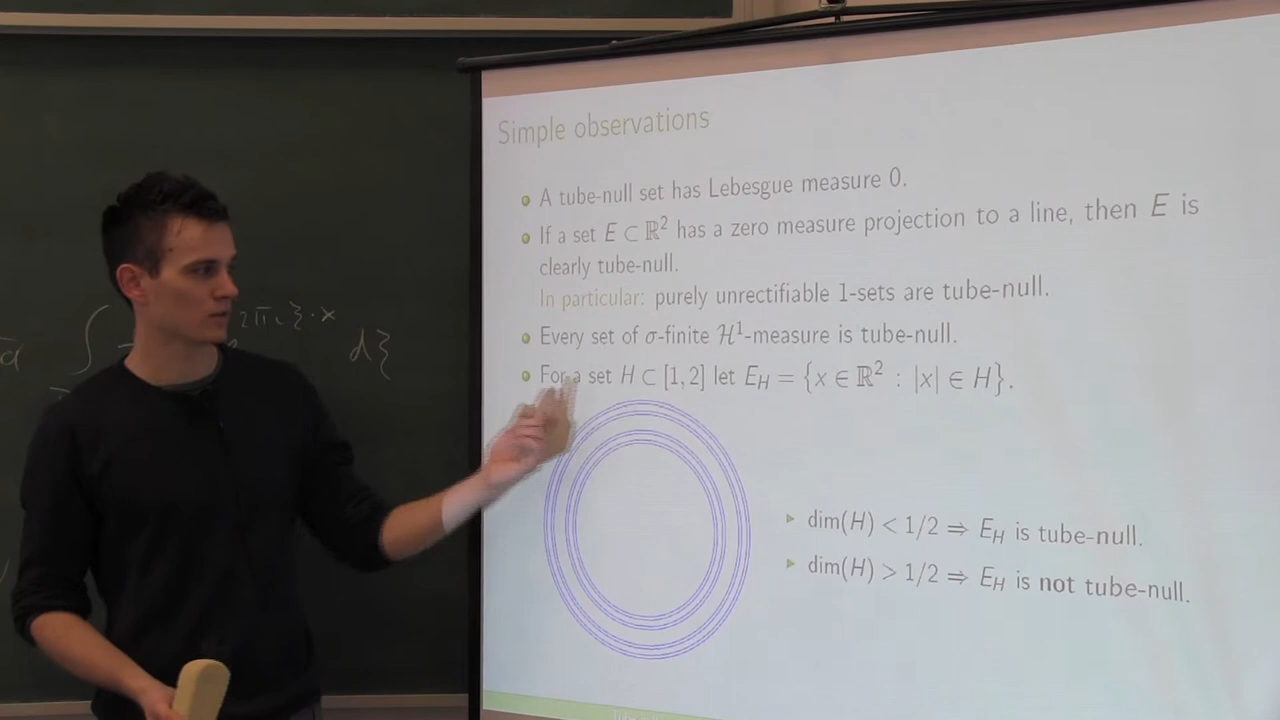 Simple observations
A tube-null set has Lebesgue measure 0.
If a set E ⊂ ℝ² has a zero measure projection to a line, then E is
clearly tube-null.
In particular: purely unrectifiable 1-sets are tube-null.
Every set of σ-finite ℋ¹-measure is tube-null.
For a set H ⊂ [1, 2] let E_H = {x ∈ ℝ² : |x| ∈ H}.
dim(H) < 1/2 ⇒ E_H is tube-null.
dim(H) > 1/2 ⇒ E_H is not tube-null.
∫ 2πiξ·x dξ